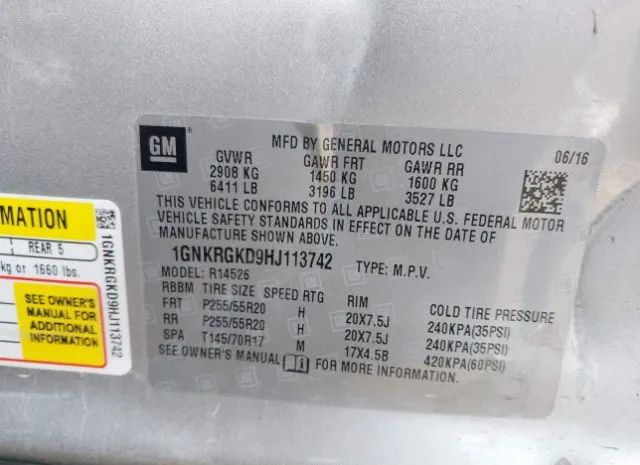 GM
MFD BY GENERAL MOTORS LLC
06/16
GVWR GAWR FRT GAWR RR
2908 KG 1450 KG 1600 KG
6411 LB 3196 LB 3527 LB
THIS VEHICLE CONFORMS TO ALL APPLICABLE U.S. FEDERAL MOTOR
VEHICLE SAFETY STANDARDS IN EFFECT ON THE DATE OF
MANUFACTURE SHOWN ABOVE.
1GNKRGKD9HJ113742 TYPE: M.P.V.
MODEL: R14526
RBBM TIRE SIZE SPEED RTG RIM COLD TIRE PRESSURE
FRT P255/55R20 H 20X7.5J 240KPA(35PSI)
RR P255/55R20 H 20X7.5J 240KPA(35PSI)
SPA T145/70R17 M 17X4.5B 420KPA(60PSI)
SEE OWNER'S MANUAL FOR MORE INFORMATION.
MATION
REAR 5
kg or 1660 lbs.
SEE OWNER'S
MANUAL FOR
ADDITIONAL
INFORMATION
1GNKRGKD9HJ113742